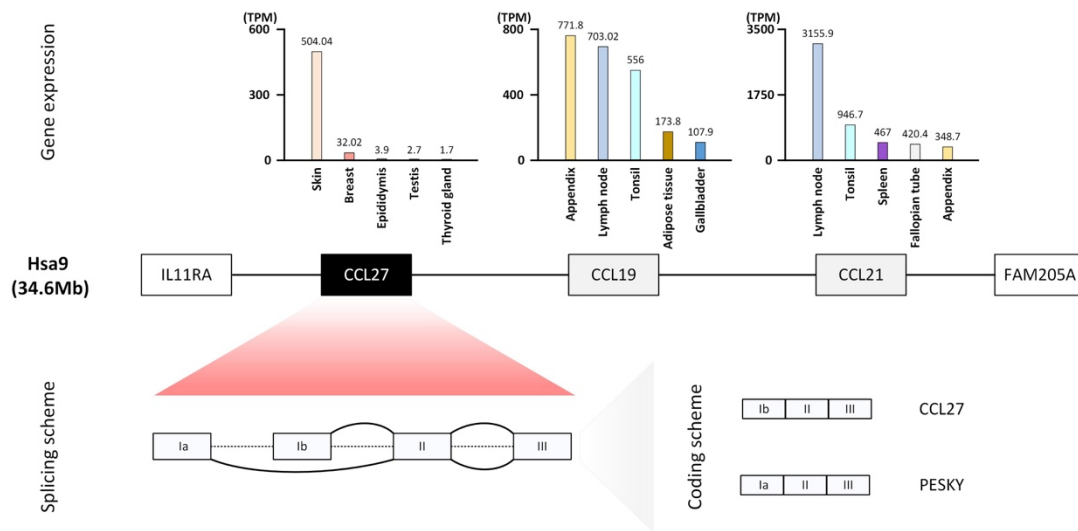 Gene expression
(TPM)
600
300
0
504.04
32.02
3.9
2.7
1.7
Skin
Breast
Epididymis
Testis
Thyroid gland
(TPM)
800
400
0
771.8
703.02
556
173.8
107.9
Appendix
Lymph node
Tonsil
Adipose tissue
Gallbladder
(TPM)
3500
1750
0
3155.9
946.7
467
420.4
348.7
Lymph node
Tonsil
Spleen
Fallopian tube
Appendix
Hsa9
(34.6Mb)
IL11RA
CCL27
CCL19
CCL21
FAM205A
Splicing scheme
Ia
Ib
II
III
Coding scheme
Ib II III CCL27
Ia II III PESKY